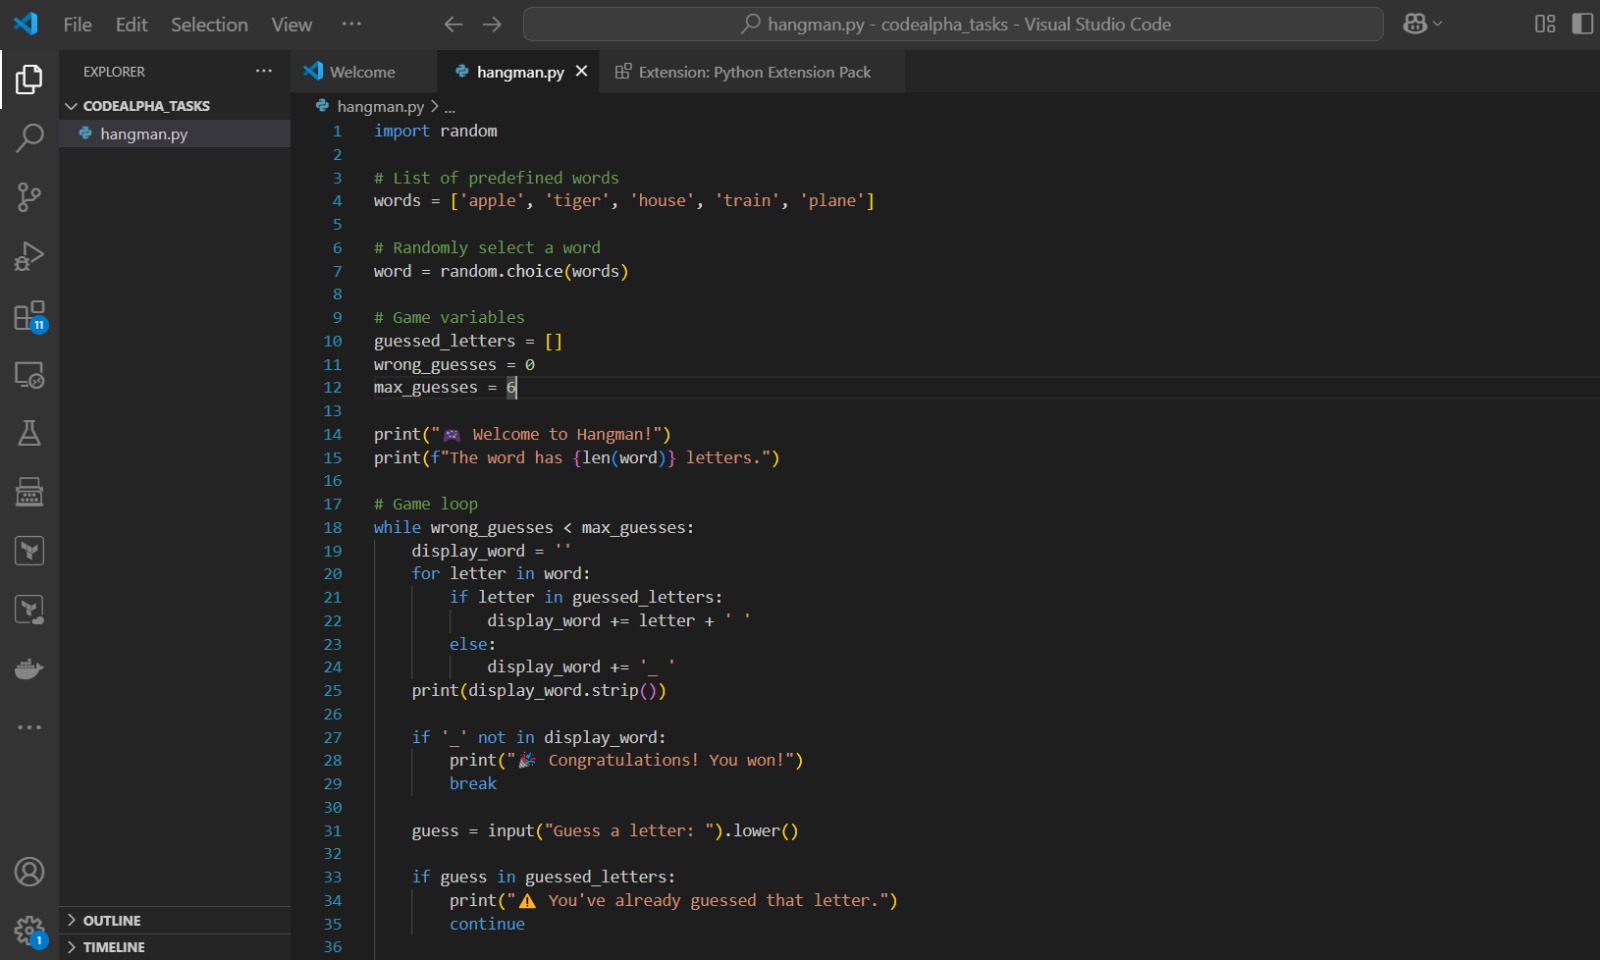 File Edit Selection View ... hangman.py - codealpha_tasks - Visual Studio Code
EXPLORER ...
CODEALPHA_TASKS
hangman.py
11
OUTLINE
1
TIMELINE
Welcome hangman.py × Extension: Python Extension Pack
hangman.py > ...
1 import random
2
3 # List of predefined words
4 words = ['apple', 'tiger', 'house', 'train', 'plane']
5
6 # Randomly select a word
7 word = random.choice(words)
8
9 # Game variables
10 guessed_letters = []
11 wrong_guesses = 0
12 max_guesses = 6
13
14 print("🎮 Welcome to Hangman!")
15 print(f"The word has {len(word)} letters.")
16
17 # Game loop
18 while wrong_guesses < max_guesses:
19     display_word = ''
20     for letter in word:
21         if letter in guessed_letters:
22             display_word += letter + ' '
23         else:
24             display_word += '_ '
25     print(display_word.strip())
26
27     if '_' not in display_word:
28         print("🎉 Congratulations! You won!")
29         break
30
31     guess = input("Guess a letter: ").lower()
32
33     if guess in guessed_letters:
34         print("⚠️ You've already guessed that letter.")
35         continue
36